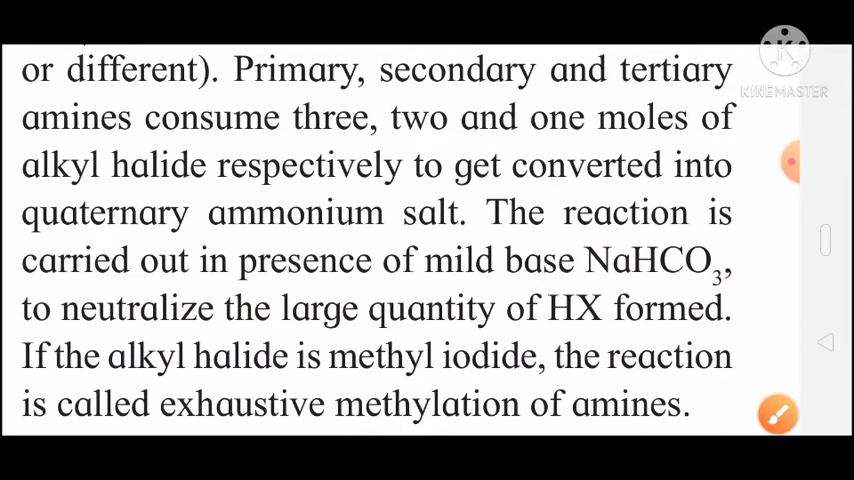 or different). Primary, secondary and tertiary
KINEMASTER
amines consume three, two and one moles of
alkyl halide respectively to get converted into
quaternary ammonium salt. The reaction is
carried out in presence of mild base NaHCO₃,
to neutralize the large quantity of HX formed.
If the alkyl halide is methyl iodide, the reaction
is called exhaustive methylation of amines.